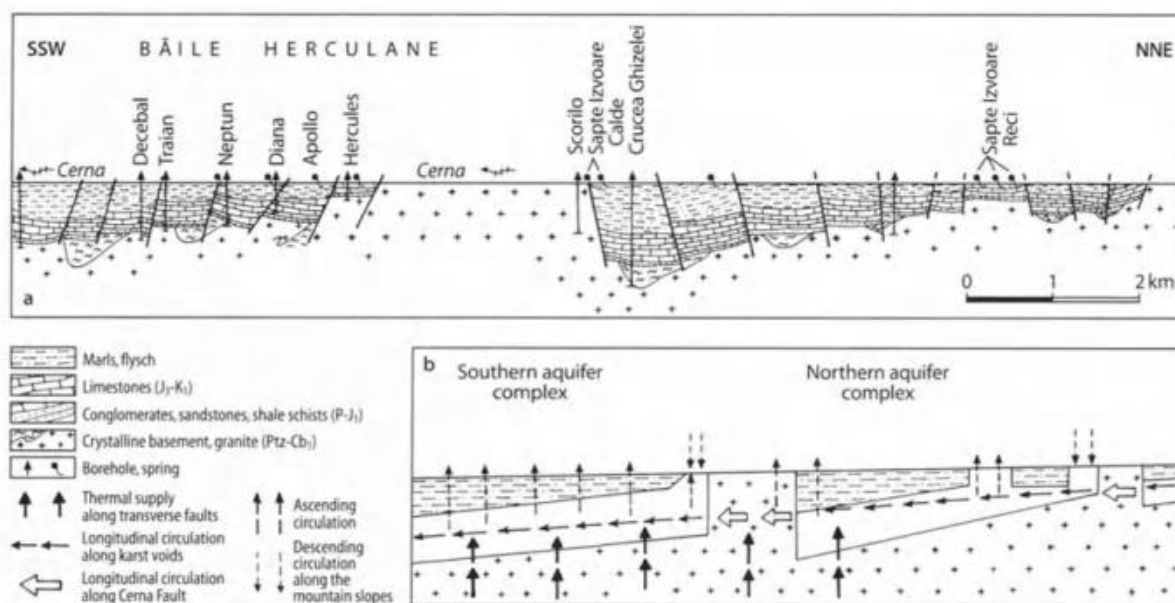 SSW
BĂILE HERCULANE
NNE
Cerna
Decebal
Traian
Neptun
Diana
Apollo
Hercules
Cerna
Scorilo
Sapte Izvoare
Calde
Crucea Ghizelei
Sapte Izvoare
Reci
a
0 1 2 km
Marls, flysch
Limestones (J₃-K₁)
Conglomerates, sandstones, shale schists (P-J₁)
Crystalline basement, granite (Ptz-Cb₁)
Borehole, spring
Thermal supply
along transverse faults
Longitudinal circulation
along karst voids
Longitudinal circulation
along Cerna Fault
Ascending
circulation
Descending
circulation
along the
mountain slopes
b
Southern aquifer
complex
Northern aquifer
complex